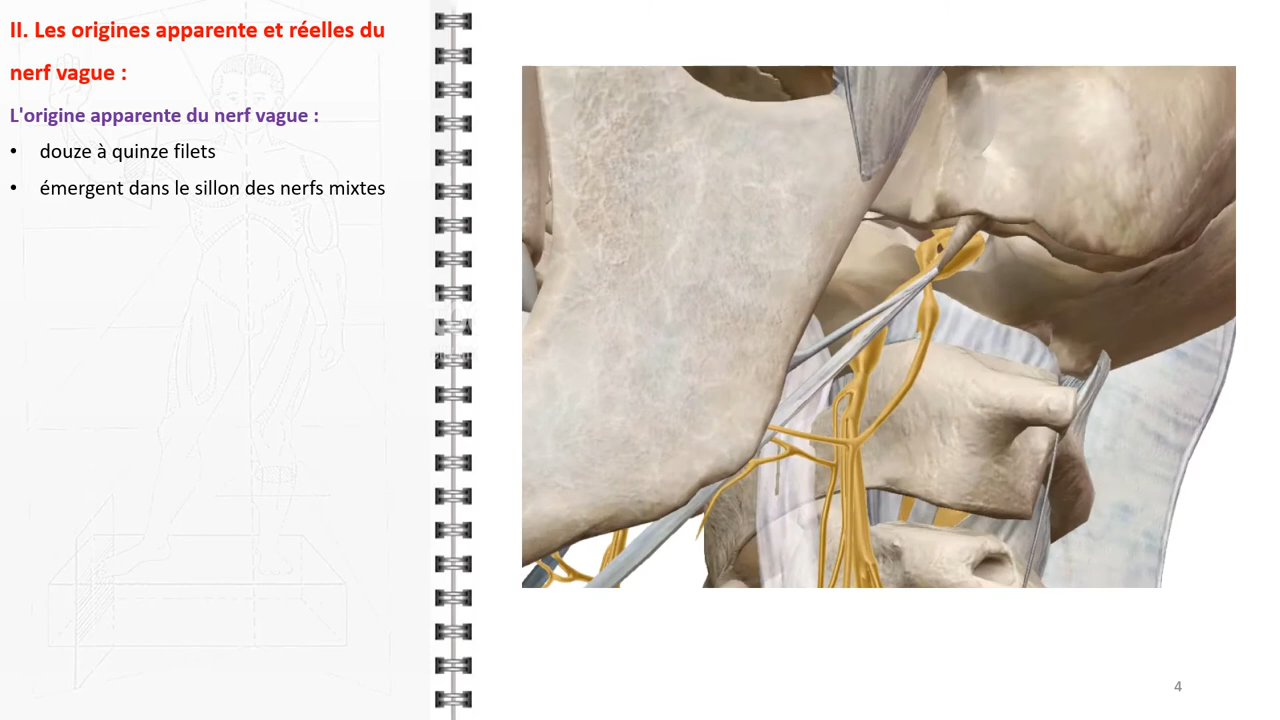 II. Les origines apparente et réelles du
nerf vague :
L'origine apparente du nerf vague :
• douze à quinze filets
• émergent dans le sillon des nerfs mixtes
4